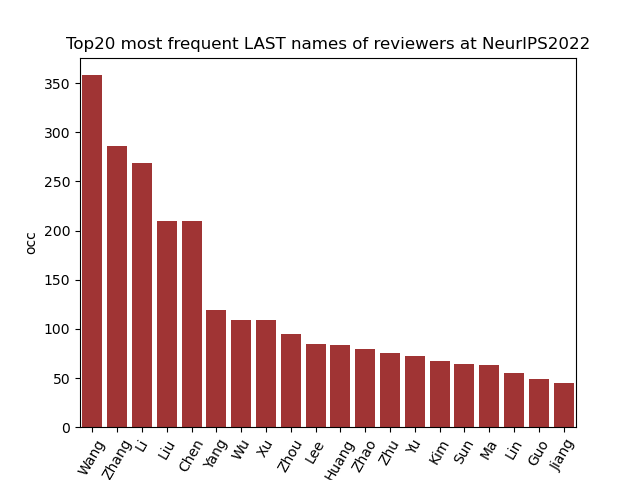 Top20 most frequent LAST names of reviewers at NeurIPS2022
350
300
250
200
150
100
50
0
occ
Wang
Zhang
Li
Liu
Chen
Yang
Wu
Xu
Zhou
Lee
Huang
Zhao
Zhu
Yu
Kim
Sun
Ma
Lin
Guo
Jiang